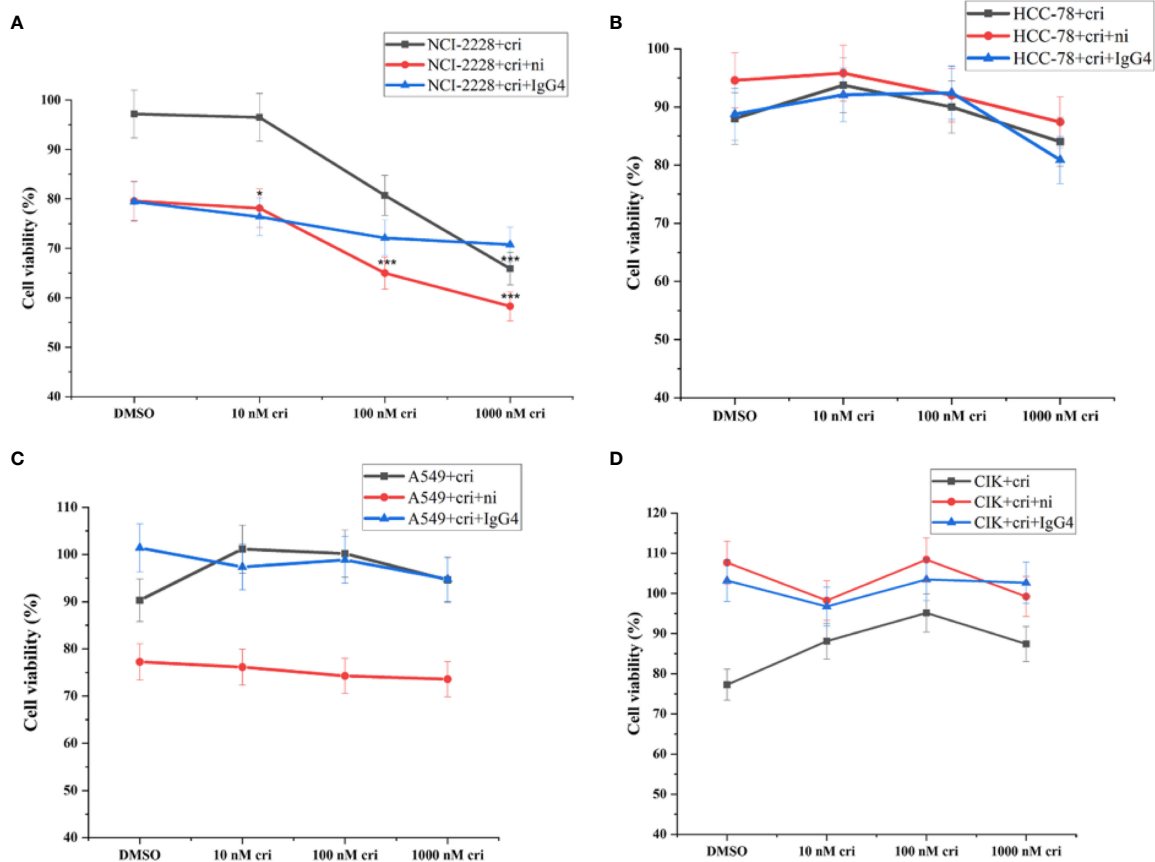 A
NCI-2228+cri
NCI-2228+cri+ni
NCI-2228+cri+IgG4
Cell viability (%)
100
90
80
70
60
50
40
*
***
***
***
DMSO
10 nM cri
100 nM cri
1000 nM cri
B
HCC-78+cri
HCC-78+cri+ni
HCC-78+cri+IgG4
Cell viability (%)
100
90
80
70
60
50
40
DMSO
10 nM cri
100 nM cri
1000 nM cri
C
A549+cri
A549+cri+ni
A549+cri+IgG4
Cell viability (%)
110
100
90
80
70
60
50
40
DMSO
10 nM cri
100 nM cri
1000 nM cri
D
CIK+cri
CIK+cri+ni
CIK+cri+IgG4
Cell viability (%)
120
110
100
90
80
70
60
50
40
DMSO
10 nM cri
100 nM cri
1000 nM cri